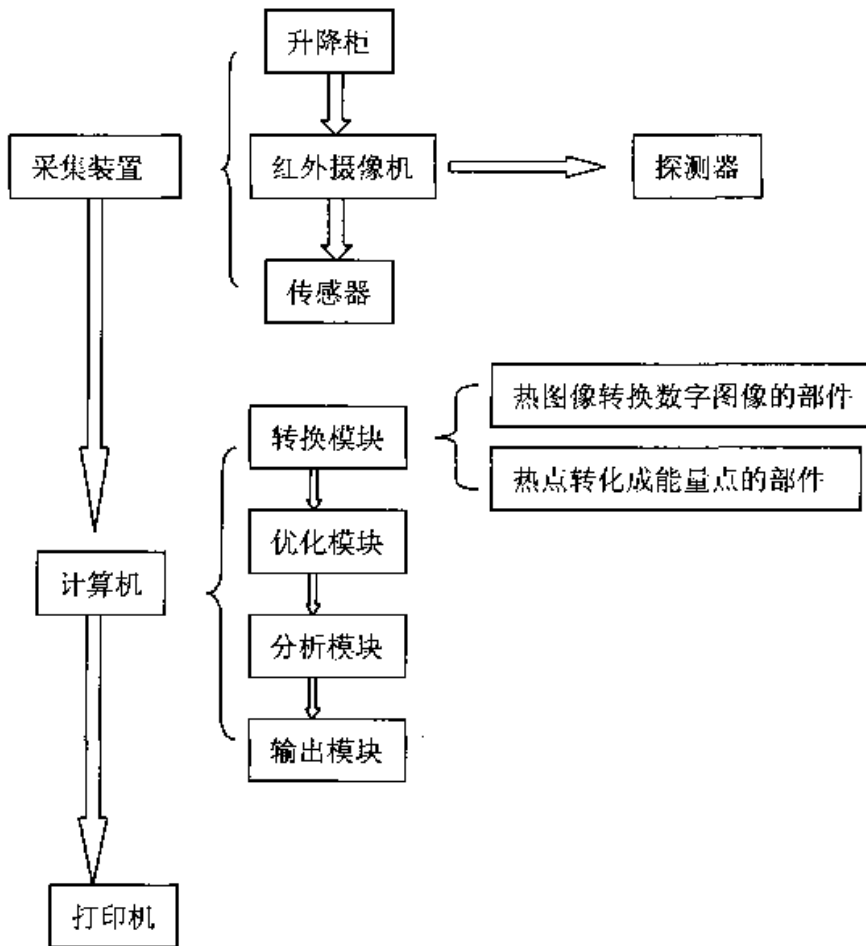 升降柜
采集装置
红外摄像机
探测器
传感器
热图像转换数字图像的部件
转换模块
热点转化成能量点的部件
优化模块
计算机
分析模块
输出模块
打印机